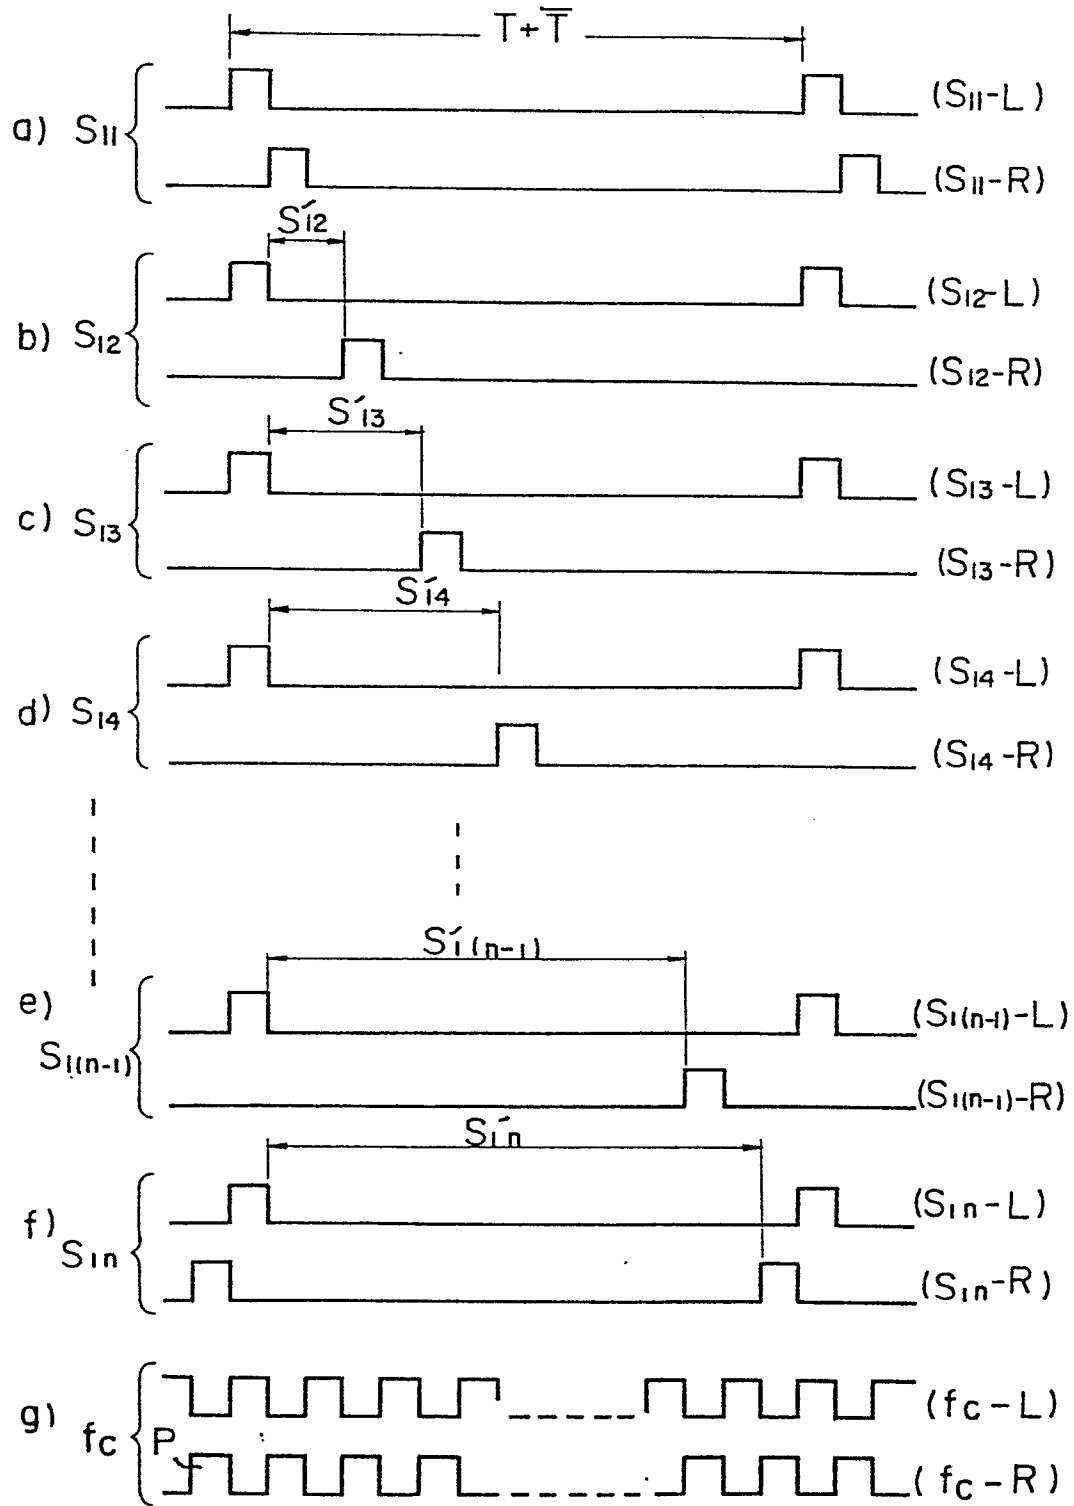 T+T̅
a) S11 (S11-L)
(S11-R)
S'12
b) S12 (S12-L)
(S12-R)
S'13
c) S13 (S13-L)
(S13-R)
S'14
d) S14 (S14-L)
(S14-R)
S'1(n-1)
e) S1(n-1) (S1(n-1)-L)
(S1(n-1)-R)
S'1n
f) S1n (S1n-L)
(S1n-R)
g) fc (fc-L)
P (fc-R)